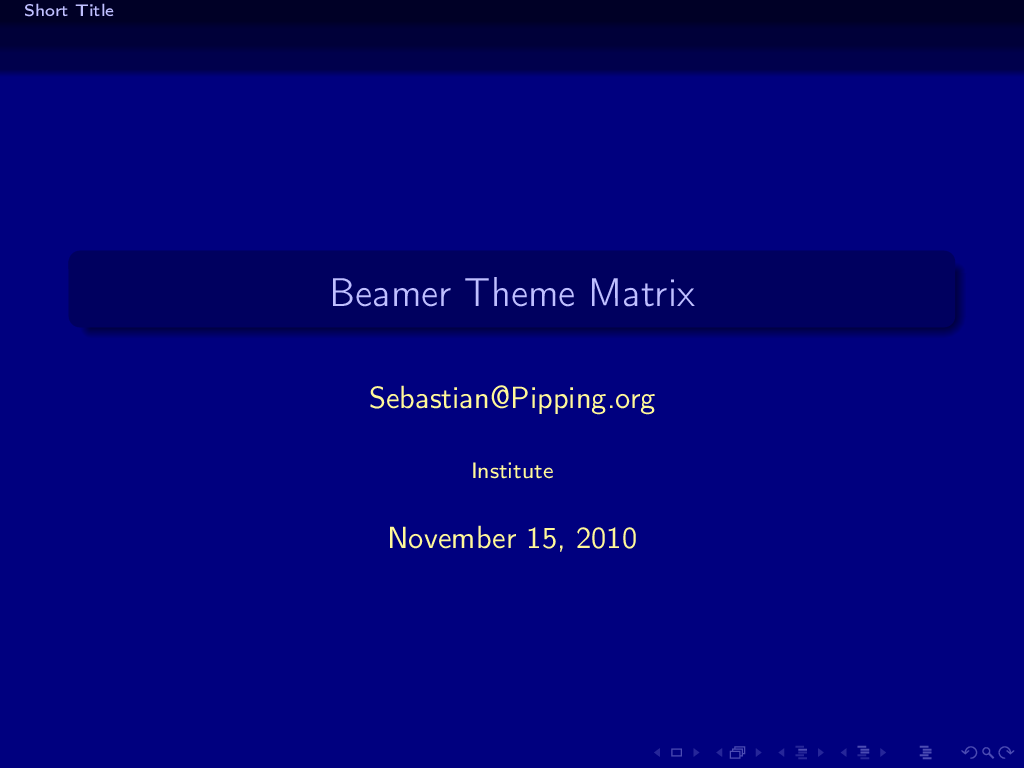 Short Title
Beamer Theme Matrix
Sebastian@Pipping.org
Institute
November 15, 2010